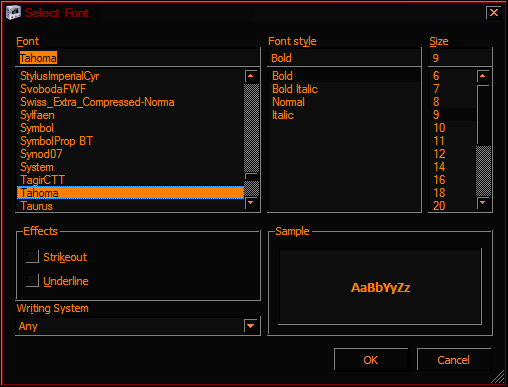 Select Font
Font
Tahoma
StylusImperialCyr
SvobodaFWF
Swiss_Extra_Compressed-Norma
Sylfaen
Symbol
SymbolProp BT
Synod07
System
TagirCTT
Tahoma
Taurus
Font style
Bold
Bold
Bold Italic
Normal
Italic
Size
9
6
7
8
9
10
11
12
14
16
18
20
Effects
Strikeout
Underline
Sample
AaBbYyZz
Writing System
Any
OK
Cancel